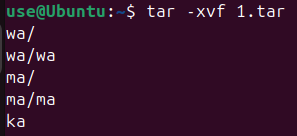 use@Ubuntu:~$ tar -xvf 1.tar
wa/
wa/wa
ma/
ma/ma
ka